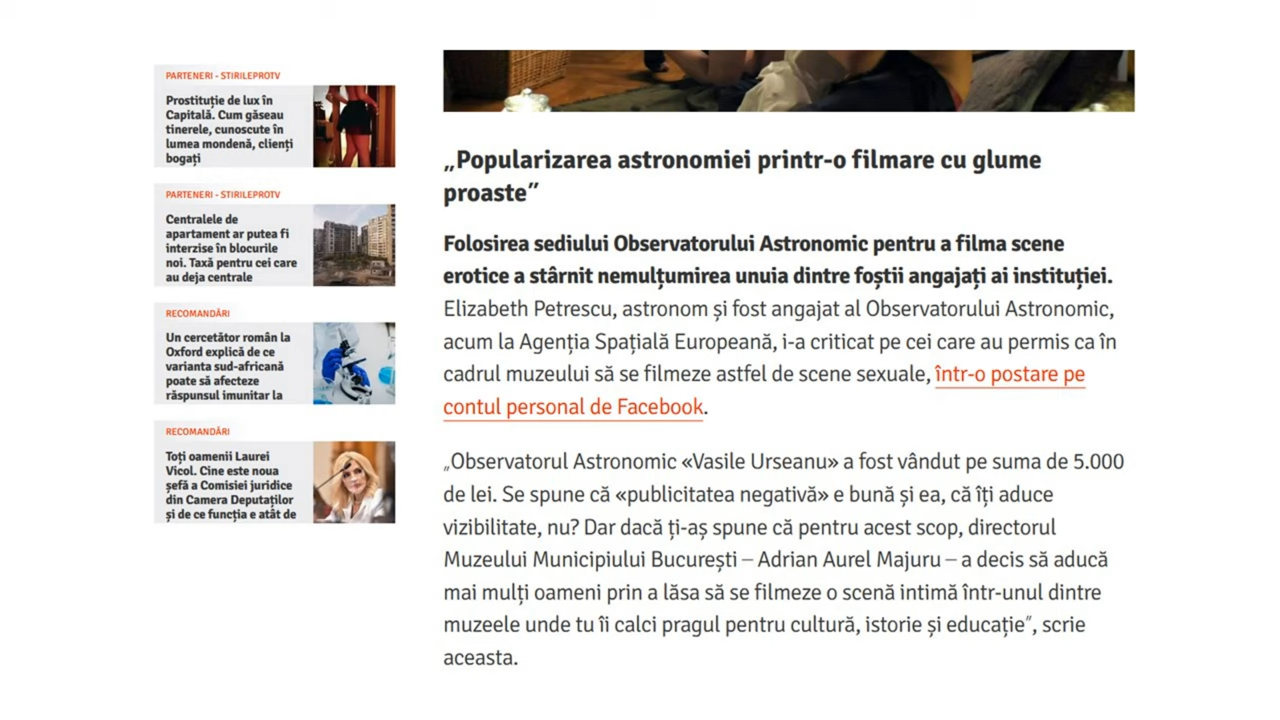 PARTENERI - STIRILEPROTV
Prostituție de lux în
Capitală. Cum găseau
tinerele, cunoscute în
lumea mondenă, clienți
bogați
PARTENERI - STIRILEPROTV
Centralele de
apartament ar putea fi
interzise în blocurile
noi. Taxă pentru cei care
au deja centrale
RECOMANDĂRI
Un cercetător român la
Oxford explică de ce
varianta sud-africană
poate să afecteze
răspunsul imunitar la
RECOMANDĂRI
Toți oamenii Laurei
Vicol. Cine este noua
șefă a Comisiei juridice
din Camera Deputaților
și de ce funcția e atât de
„Popularizarea astronomiei printr-o filmare cu glume
proaste”
Folosirea sediului Observatorului Astronomic pentru a filma scene
erotice a stârnit nemulțumirea unuia dintre foștii angajați ai instituției.
Elizabeth Petrescu, astronom și fost angajat al Observatorului Astronomic,
acum la Agenția Spațială Europeană, i-a criticat pe cei care au permis ca în
cadrul muzeului să se filmeze astfel de scene sexuale, într-o postare pe
contul personal de Facebook.
„Observatorul Astronomic «Vasile Urseanu» a fost vândut pe suma de 5.000
de lei. Se spune că «publicitatea negativă» e bună și ea, că îți aduce
vizibilitate, nu? Dar dacă ți-aș spune că pentru acest scop, directorul
Muzeului Municipiului București – Adrian Aurel Majuru – a decis să aducă
mai mulți oameni prin a lăsa să se filmeze o scenă intimă într-unul dintre
muzeele unde tu îi calci pragul pentru cultură, istorie și educație”, scrie
aceasta.